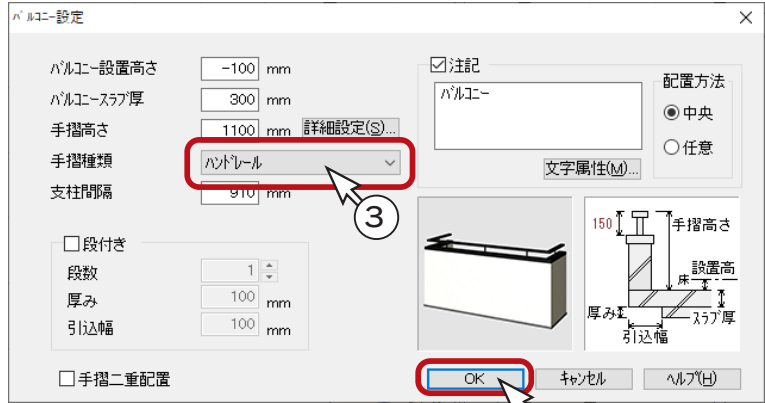 ﾊﾞﾙｺﾆｰ設定
ﾊﾞﾙｺﾆｰ設置高さ -100 mm
ﾊﾞﾙｺﾆｰｽﾗﾌﾞ厚 300 mm
手摺高さ 1100 mm 詳細設定(S)...
手摺種類 ﾊﾝﾄﾞﾚｰﾙ
支柱間隔 910 mm
③
段付き
段数 1
厚み 100 mm
引込幅 100 mm
手摺二重配置
注記
ﾊﾞﾙｺﾆｰ
文字属性(M)...
配置方法
中央
任意
150 手摺高さ
設置高
床
厚み
ｽﾗﾌﾞ厚
引込幅
OK ｷｬﾝｾﾙ ﾍﾙﾌﾟ(H)